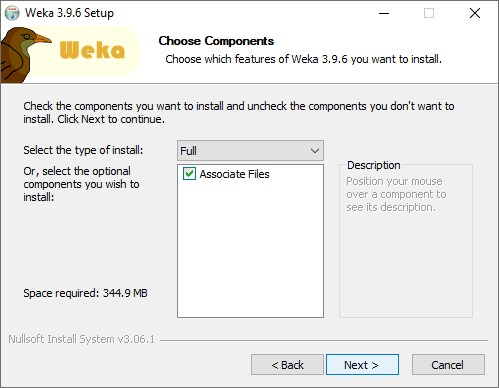 Weka 3.9.6 Setup
Weka
Choose Components
Choose which features of Weka 3.9.6 you want to install.
Check the components you want to install and uncheck the components you don't want to
install. Click Next to continue.
Select the type of install:
Full
Or, select the optional
components you wish to
install:
Associate Files
Description
Position your mouse
over a component to
see its description.
Space required: 344.9 MB
Nullsoft Install System v3.06.1
< Back
Next >
Cancel